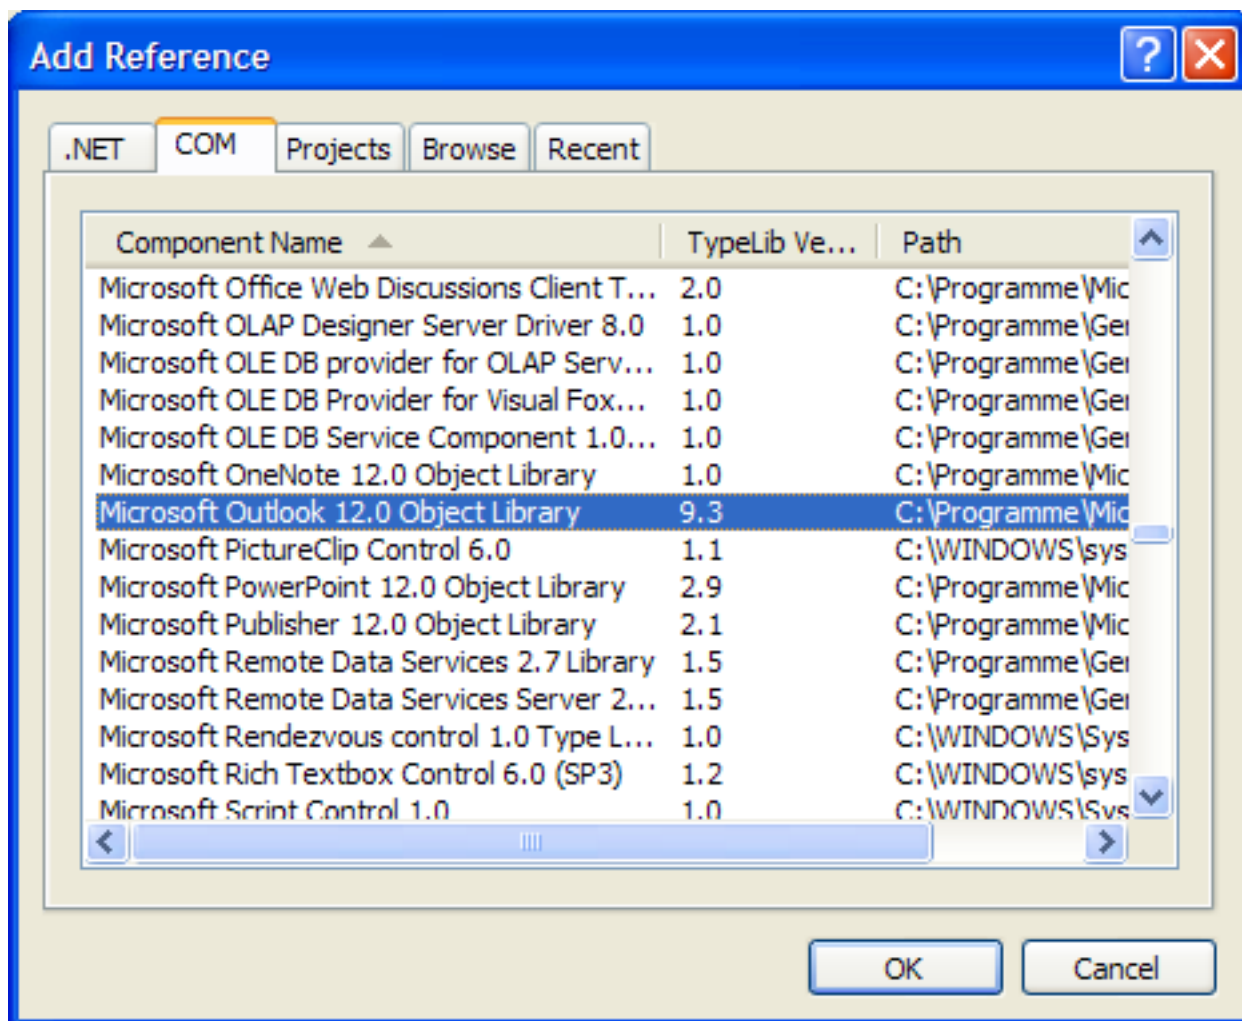 Add Reference
.NET COM Projects Browse Recent
Component Name TypeLib Ve... Path
Microsoft Office Web Discussions Client T... 2.0 C:\Programme\Mic
Microsoft OLAP Designer Server Driver 8.0 1.0 C:\Programme\Ger
Microsoft OLE DB provider for OLAP Serv... 1.0 C:\Programme\Ger
Microsoft OLE DB Provider for Visual Fox... 1.0 C:\Programme\Ger
Microsoft OLE DB Service Component 1.0... 1.0 C:\Programme\Ger
Microsoft OneNote 12.0 Object Library 1.0 C:\Programme\Mic
Microsoft Outlook 12.0 Object Library 9.3 C:\Programme\Mic
Microsoft PictureClip Control 6.0 1.1 C:\WINDOWS\sys
Microsoft PowerPoint 12.0 Object Library 2.9 C:\Programme\Mic
Microsoft Publisher 12.0 Object Library 2.1 C:\Programme\Mic
Microsoft Remote Data Services 2.7 Library 1.5 C:\Programme\Ger
Microsoft Remote Data Services Server 2... 1.5 C:\Programme\Ger
Microsoft Rendezvous control 1.0 Type L... 1.0 C:\WINDOWS\Sys
Microsoft Rich Textbox Control 6.0 (SP3) 1.2 C:\WINDOWS\sys
Microsoft Script Control 1.0 1.0 C:\WINDOWS\Sys
OK Cancel